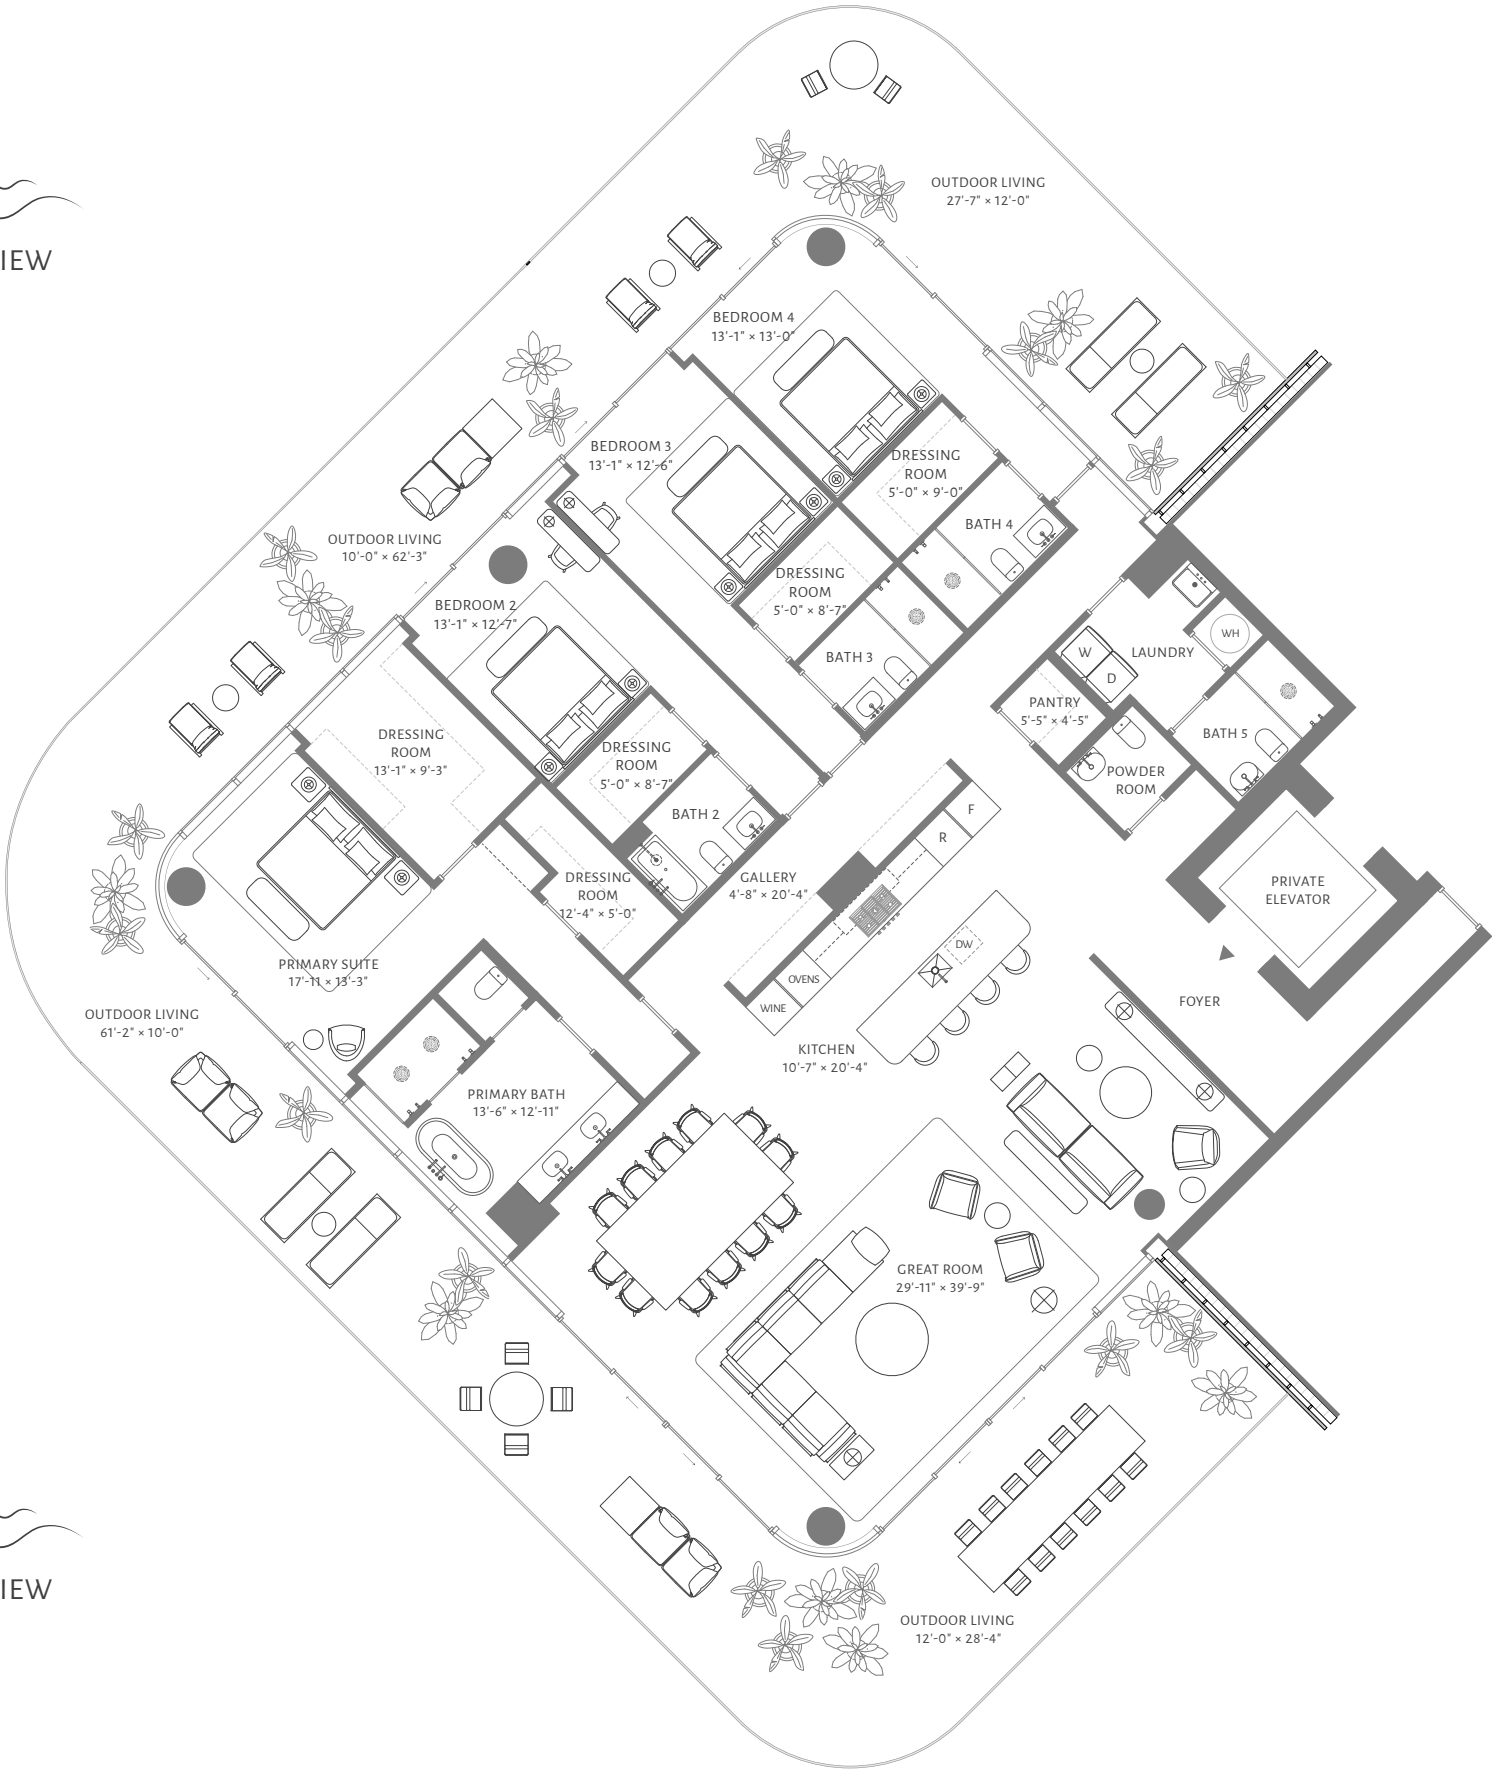 OUTDOOR LIVING
27'-7" × 12'-0"
IEW
BEDROOM 4
13'-1" × 13'-0"
BEDROOM 3
13'-1" × 12'-6"
DRESSING
ROOM
5'-0" × 9'-0"
BATH 4
OUTDOOR LIVING
10'-0" × 62'-3"
DRESSING
ROOM
5'-0" × 8'-7"
BEDROOM 2
13'-1" × 12'-7"
WH
W
LAUNDRY
D
BATH 3
PANTRY
5'-5" × 4'-5"
BATH 5
DRESSING
ROOM
13'-1" × 9'-3"
DRESSING
ROOM
5'-0" × 8'-7"
POWDER
ROOM
BATH 2
F
R
GALLERY
4'-8" × 20'-4"
DRESSING
ROOM
12'-4" × 5'-0"
PRIVATE
ELEVATOR
DW
PRIMARY SUITE
17'-11 × 13'-3"
OVENS
WINE
FOYER
OUTDOOR LIVING
61'-2" × 10'-0"
KITCHEN
10'-7" × 20'-4"
PRIMARY BATH
13'-6" × 12'-11"
GREAT ROOM
29'-11" × 39'-9"
IEW
OUTDOOR LIVING
12'-0" × 28'-4"